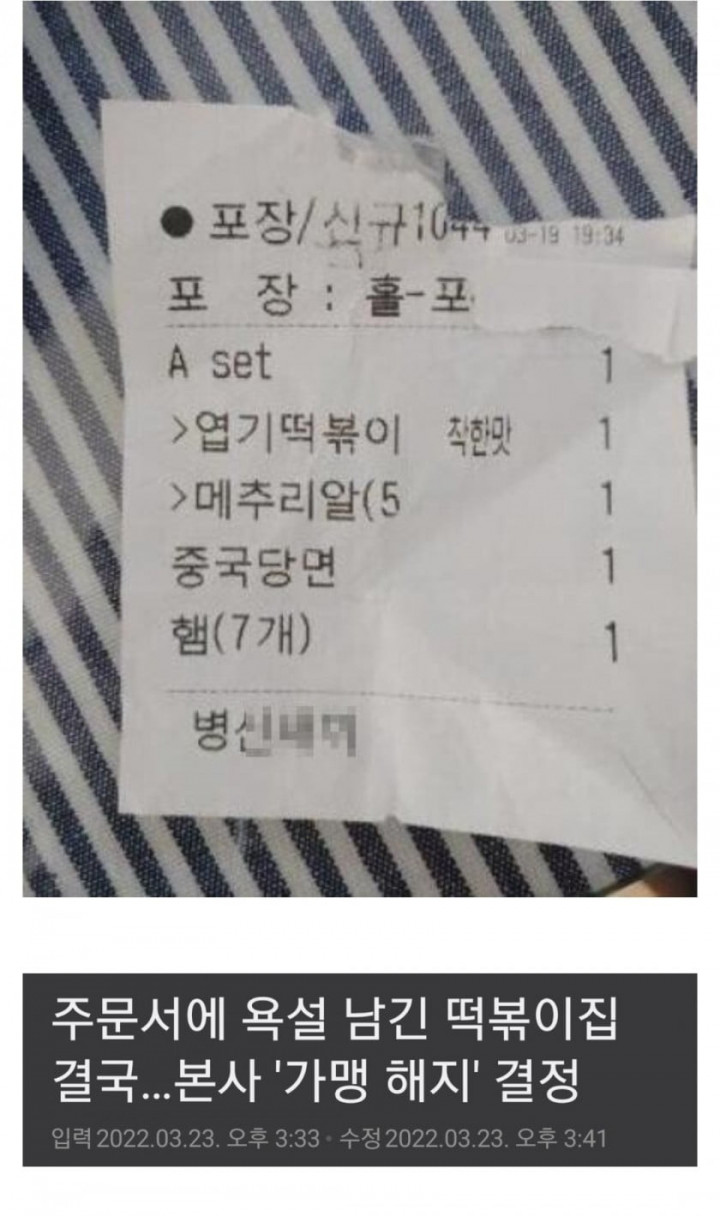 ● 포장/신규1044 03-19 19:34
포 장 : 홀-포
A set 1
>엽기떡볶이 착한맛 1
>메추리알(5 1
중국당면 1
햄(7개) 1
주문서에 욕설 남긴 떡볶이집
결국...본사 '가맹 해지' 결정
입력 2022.03.23. 오후 3:33 · 수정 2022.03.23. 오후 3:41